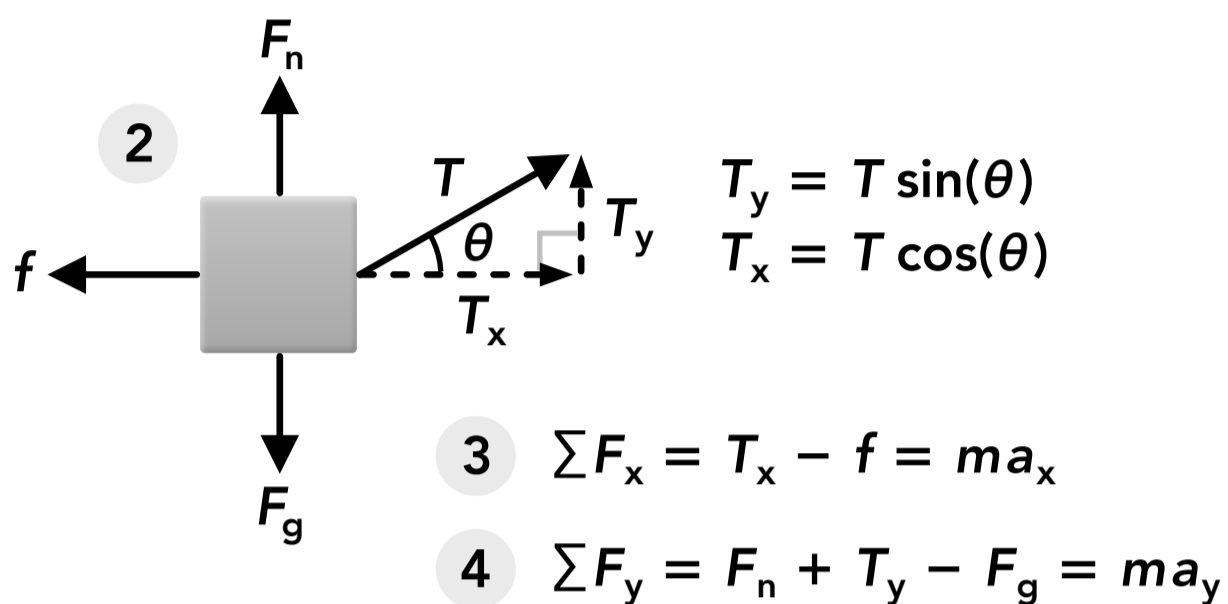 Fn
2
T
θ
Ty
Tx
f
Fg
Ty = T sin(θ)
Tx = T cos(θ)
3 ∑Fx = Tx − f = max
4 ∑Fy = Fn + Ty − Fg = may